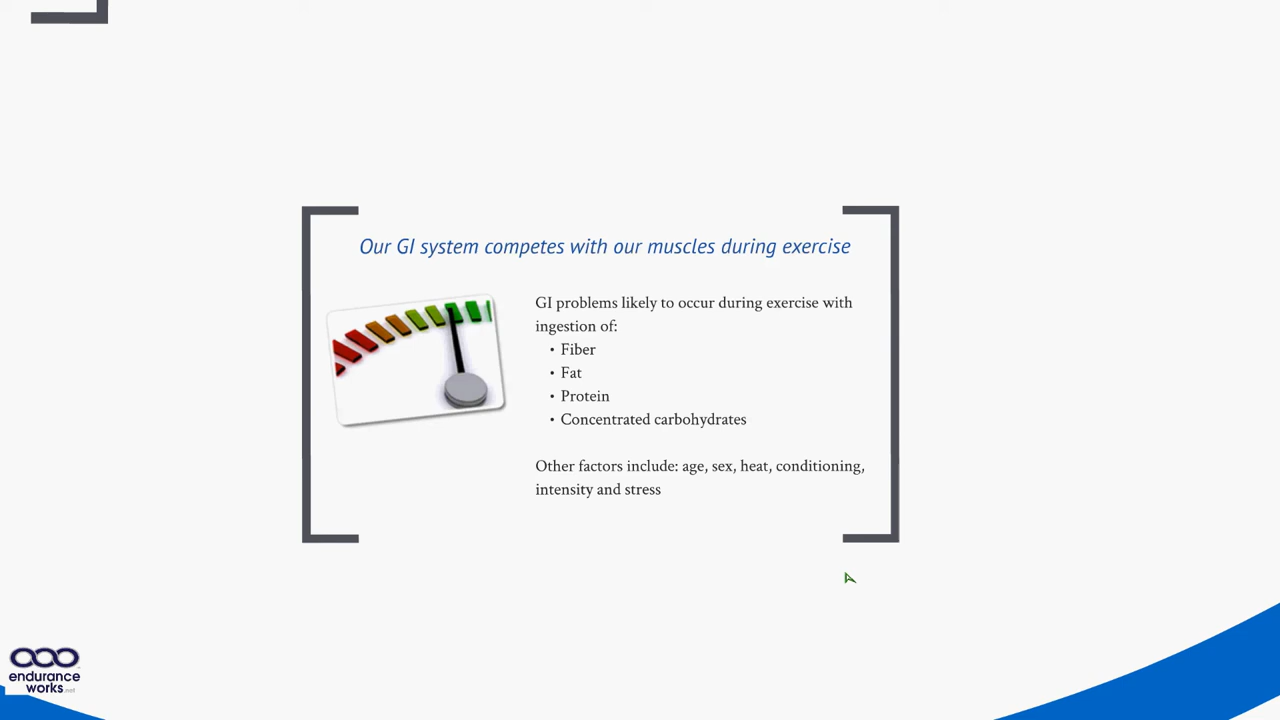 Our GI system competes with our muscles during exercise
GI problems likely to occur during exercise with
ingestion of:
• Fiber
• Fat
• Protein
• Concentrated carbohydrates
Other factors include: age, sex, heat, conditioning,
intensity and stress
endurance
works.net